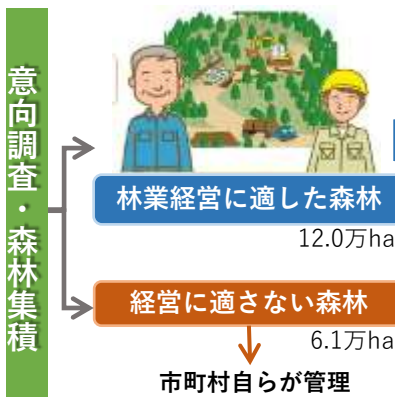 意向調査・森林集積
林業経営に適した森林
12.0万ha
経営に適さない森林
6.1万ha
市町村自らが管理